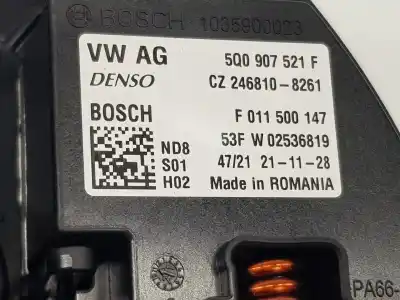 BOSCH 1035900023
VW AG 5Q0 907 521 F
DENSO CZ 246810-8261
BOSCH F 011 500 147
ND8 53F W 02536819
S01 47/21 21-11-28
H02 Made in ROMANIA
PA66-